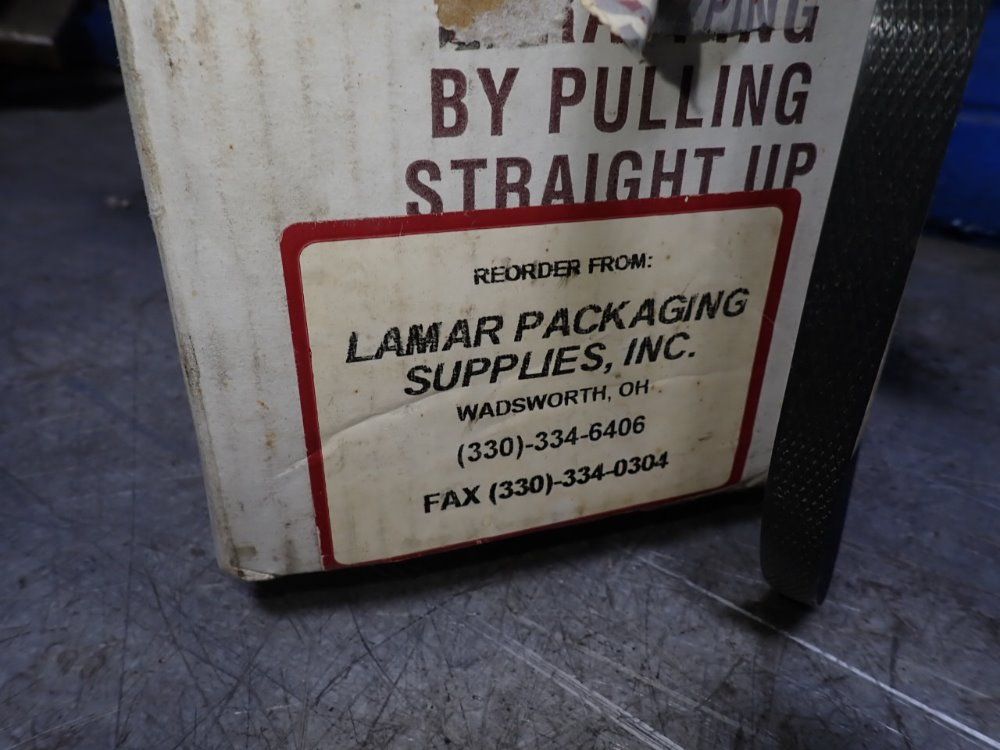 BY PULLING
STRAIGHT UP
REORDER FROM:
LAMAR PACKAGING
SUPPLIES, INC.
WADSWORTH, OH
(330)-334-6406
FAX (330)-334-0304